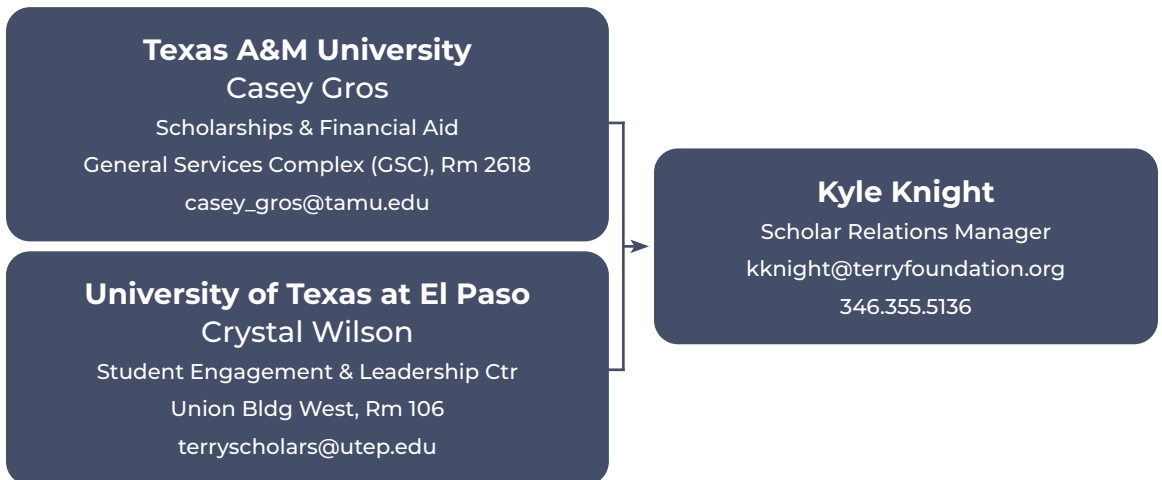 Texas A&M University
Casey Gros
Scholarships & Financial Aid
General Services Complex (GSC), Rm 2618
casey_gros@tamu.edu
University of Texas at El Paso
Crystal Wilson
Student Engagement & Leadership Ctr
Union Bldg West, Rm 106
terryscholars@utep.edu
Kyle Knight
Scholar Relations Manager
kknight@terryfoundation.org
346.355.5136